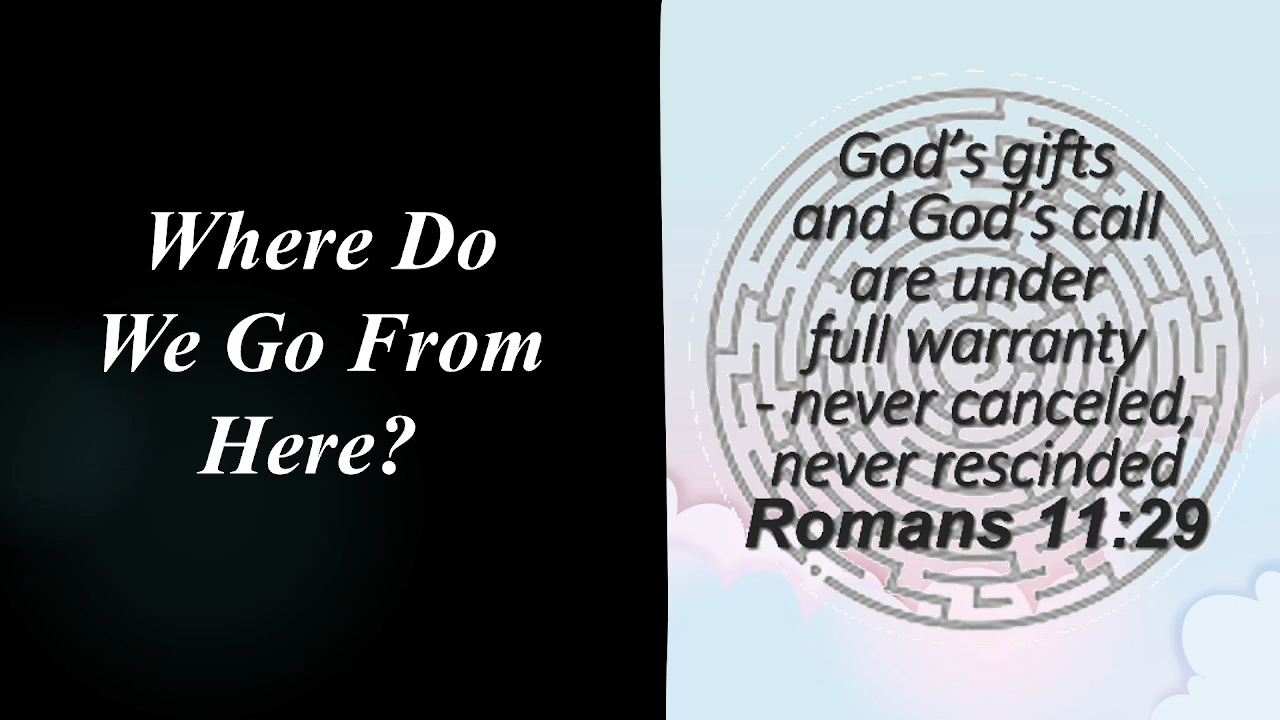 Where Do
We Go From
Here?
God's gifts
and God's call
are under
full warranty
- never canceled,
never rescinded
Romans 11:29